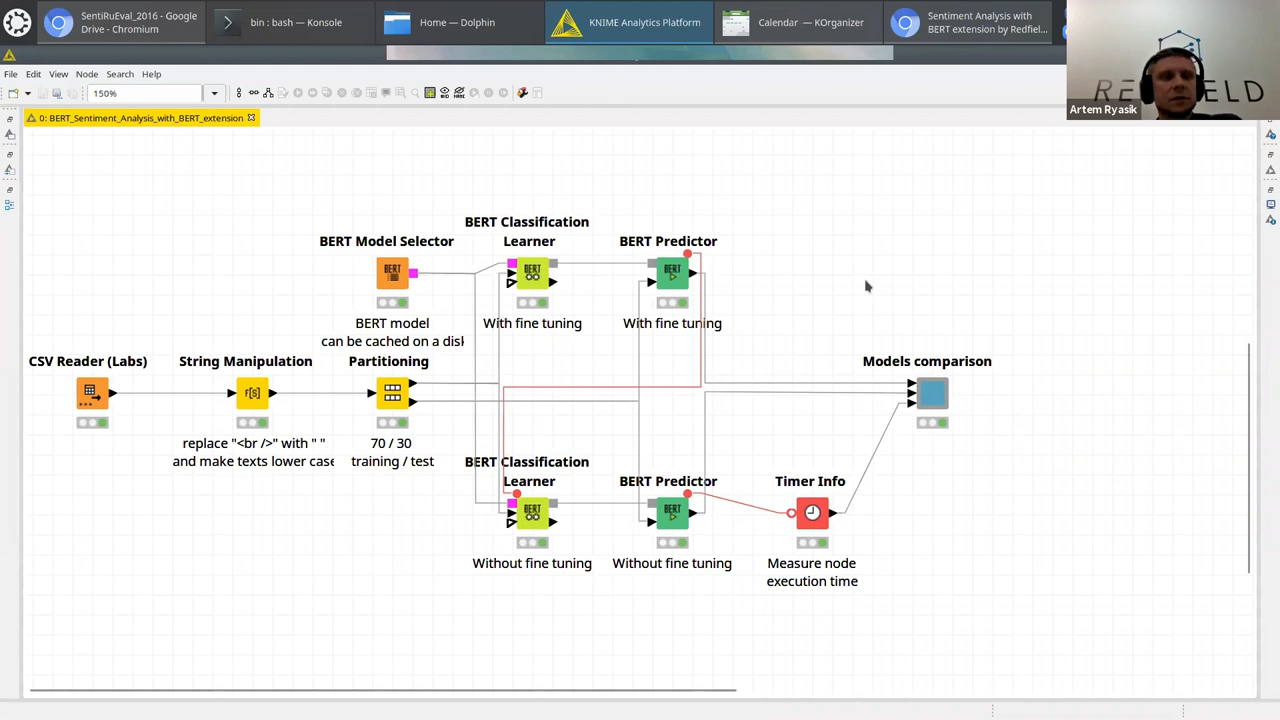 SentiRuEval_2016 - Google
Drive - Chromium
bin : bash — Konsole
Home — Dolphin
KNIME Analytics Platform
Calendar — KOrganizer
Sentiment Analysis with
BERT extension by Redfiel...
File Edit View Node Search Help
150%
Artem Ryasik
0: BERT_Sentiment_Analysis_with_BERT_extension
BERT Model Selector
BERT
BERT model
can be cached on a disk
BERT Classification
Learner
BERT
With fine tuning
BERT Predictor
BERT
With fine tuning
CSV Reader (Labs)
String Manipulation
f[S]
replace "<br />" with " "
and make texts lower case
Partitioning
70 / 30
training / test
Models comparison
BERT Classification
Learner
BERT
Without fine tuning
BERT Predictor
BERT
Without fine tuning
Timer Info
Measure node
execution time